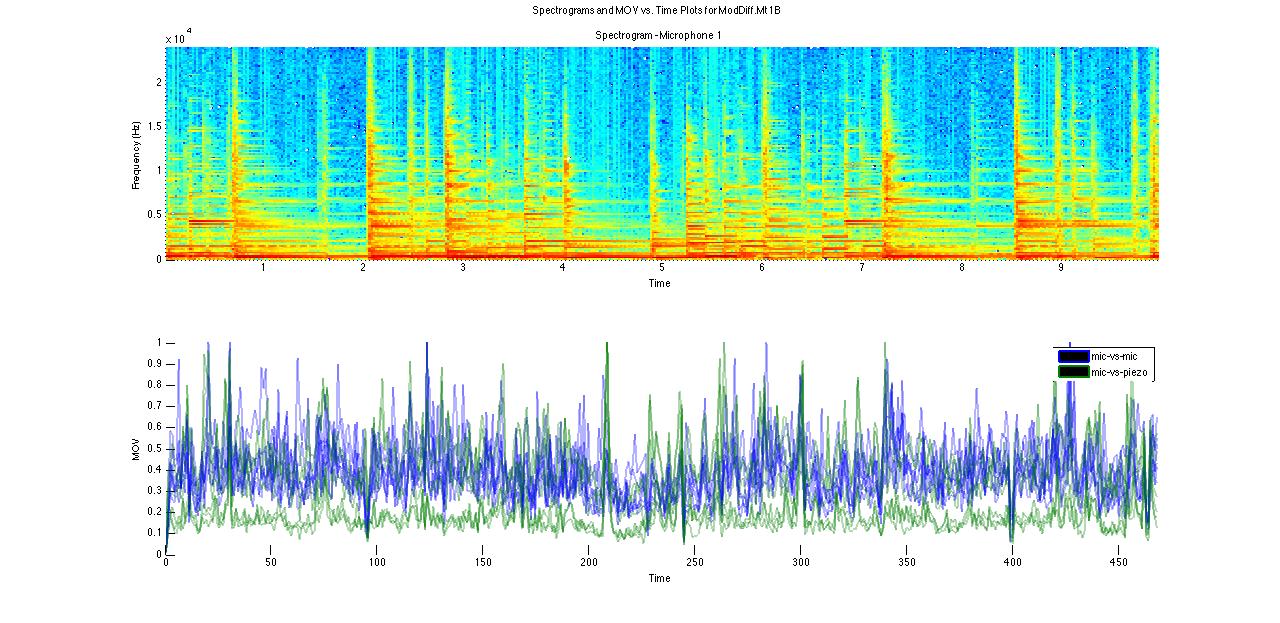 Spectrograms and MOV vs. Time Plots for ModDiff.Mt1B
Spectrogram - Microphone 1
x 10^4
2
1.5
1
0.5
0
Frequency (Hz)
1 2 3 4 5 6 7 8 9
Time
1
0.9
0.8
0.7
0.6
0.5
0.4
0.3
0.2
0.1
0
MOV
mic-vs-mic
mic-vs-piezo
0 50 100 150 200 250 300 350 400 450
Time